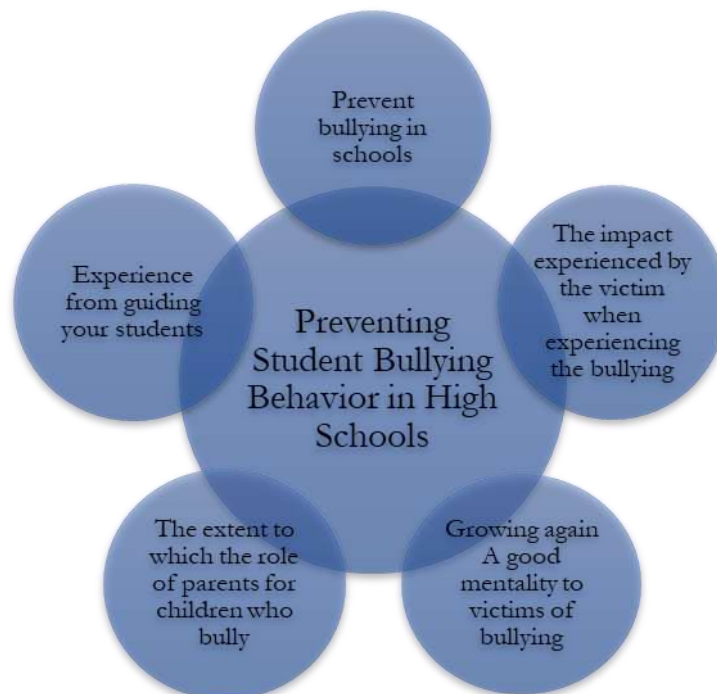 Prevent
bullying in
schools
The impact
experienced by
the victim
when
experiencing
the bullying
Experience
from guiding
your students
Preventing
Student Bullying
Behavior in High
Schools
The extent to
which the role
of parents for
children who
bully
Growing again
A good
mentality to
victims of
bullying